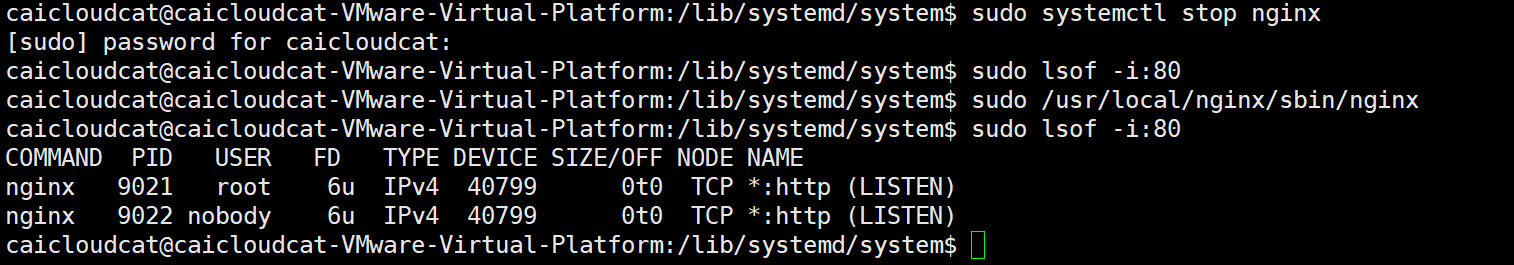 caicloudcat@caicloudcat-VMware-Virtual-Platform:/lib/systemd/system$ sudo systemctl stop nginx
[sudo] password for caicloudcat:
caicloudcat@caicloudcat-VMware-Virtual-Platform:/lib/systemd/system$ sudo lsof -i:80
caicloudcat@caicloudcat-VMware-Virtual-Platform:/lib/systemd/system$ sudo /usr/local/nginx/sbin/nginx
caicloudcat@caicloudcat-VMware-Virtual-Platform:/lib/systemd/system$ sudo lsof -i:80
COMMAND  PID   USER   FD   TYPE DEVICE SIZE/OFF NODE NAME
nginx   9021   root    6u  IPv4  40799      0t0  TCP *:http (LISTEN)
nginx   9022 nobody    6u  IPv4  40799      0t0  TCP *:http (LISTEN)
caicloudcat@caicloudcat-VMware-Virtual-Platform:/lib/systemd/system$